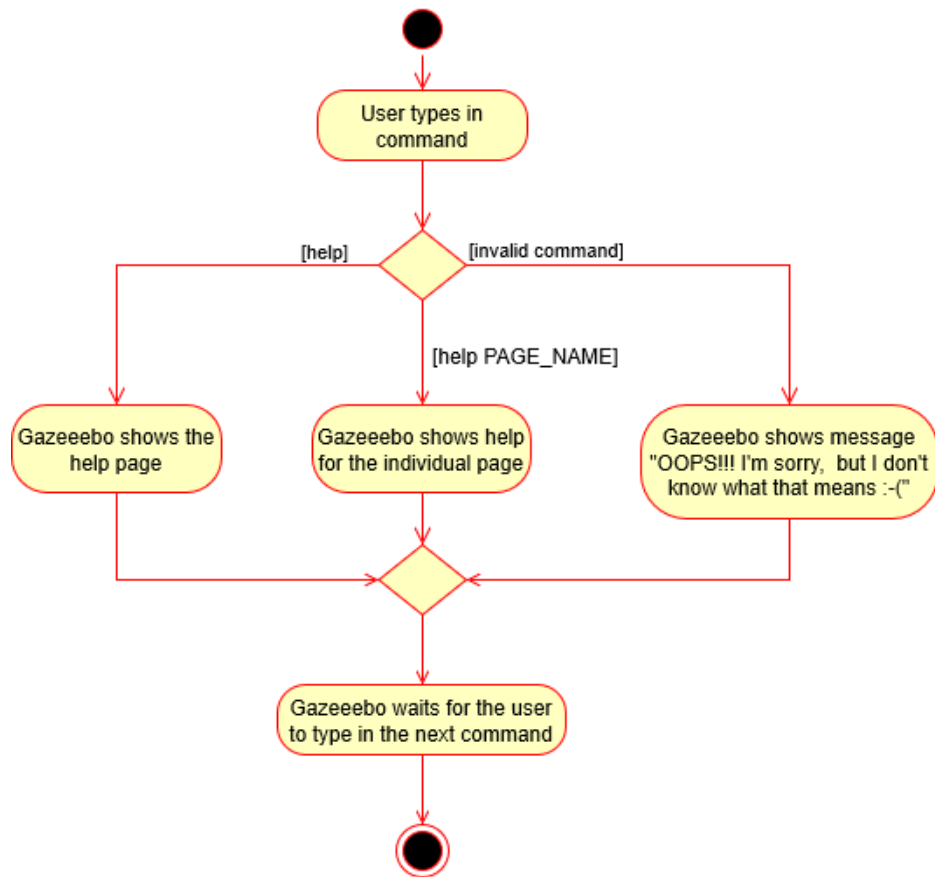 User types in
command
[help]
[invalid command]
[help PAGE_NAME]
Gazeeebo shows the
help page
Gazeeebo shows help
for the individual page
Gazeeebo shows message
"OOPS!!! I'm sorry,  but I don't
know what that means :-("
Gazeeebo waits for the user
to type in the next command